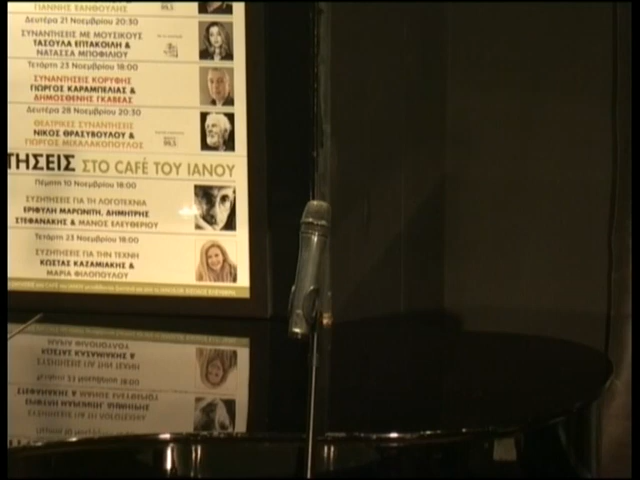 ΓΙΑΝΝΗΣ ΞΑΝΘΟΥΛΗΣ
Δευτέρα 21 Νοεμβρίου 20:30
ΣΥΝΑΝΤΗΣΕΙΣ ΜΕ ΜΟΥΣΙΚΟΥΣ
ΤΑΣΟΥΛΑ ΕΠΤΑΚΟΙΛΗ &
ΝΑΤΑΣΣΑ ΜΠΟΦΙΛΙΟΥ
Τετάρτη 23 Νοεμβρίου 18:00
ΣΥΝΑΝΤΗΣΕΙΣ ΚΟΡΥΦΗΣ
ΓΙΩΡΓΟΣ ΚΑΡΑΜΠΕΛΙΑΣ &
ΔΗΜΟΣΘΕΝΗΣ ΓΚΑΒΕΑΣ
Δευτέρα 28 Νοεμβρίου 20:30
ΘΕΑΤΡΙΚΕΣ ΣΥΝΑΝΤΗΣΕΙΣ
ΝΙΚΟΣ ΘΡΑΣΥΒΟΥΛΟΥ &
ΓΙΩΡΓΟΣ ΜΙΧΑΛΑΚΟΠΟΥΛΟΣ
ΤΗΣΕΙΣ ΣΤΟ CAFÉ ΤΟΥ ΙΑΝΟΥ
Πέμπτη 10 Νοεμβρίου 18:00
ΣΥΖΗΤΗΣΕΙΣ ΓΙΑ ΤΗ ΛΟΓΟΤΕΧΝΙΑ
ΕΡΙΦΥΛΗ ΜΑΡΩΝΙΤΗ, ΔΗΜΗΤΡΗΣ
ΣΤΕΦΑΝΑΚΗΣ & ΜΑΝΟΣ ΕΛΕΥΘΕΡΙΟΥ
Τετάρτη 23 Νοεμβρίου 18:00
ΣΥΖΗΤΗΣΕΙΣ ΓΙΑ ΤΗΝ ΤΕΧΝΗ
ΚΩΣΤΑΣ ΚΑΖΑΜΙΑΚΗΣ &
ΜΑΡΙΑ ΦΙΛΟΠΟΥΛΟΥ